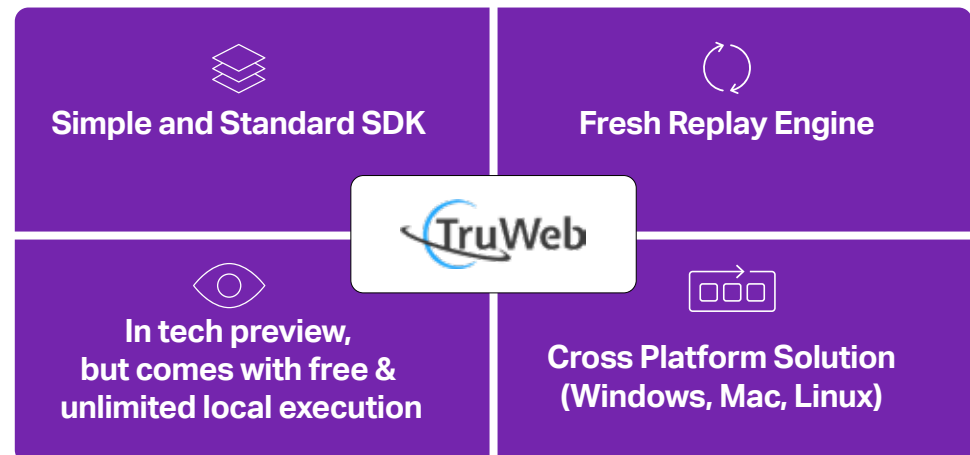 Simple and Standard SDK
Fresh Replay Engine
TruWeb
In tech preview,
but comes with free &
unlimited local execution
Cross Platform Solution
(Windows, Mac, Linux)